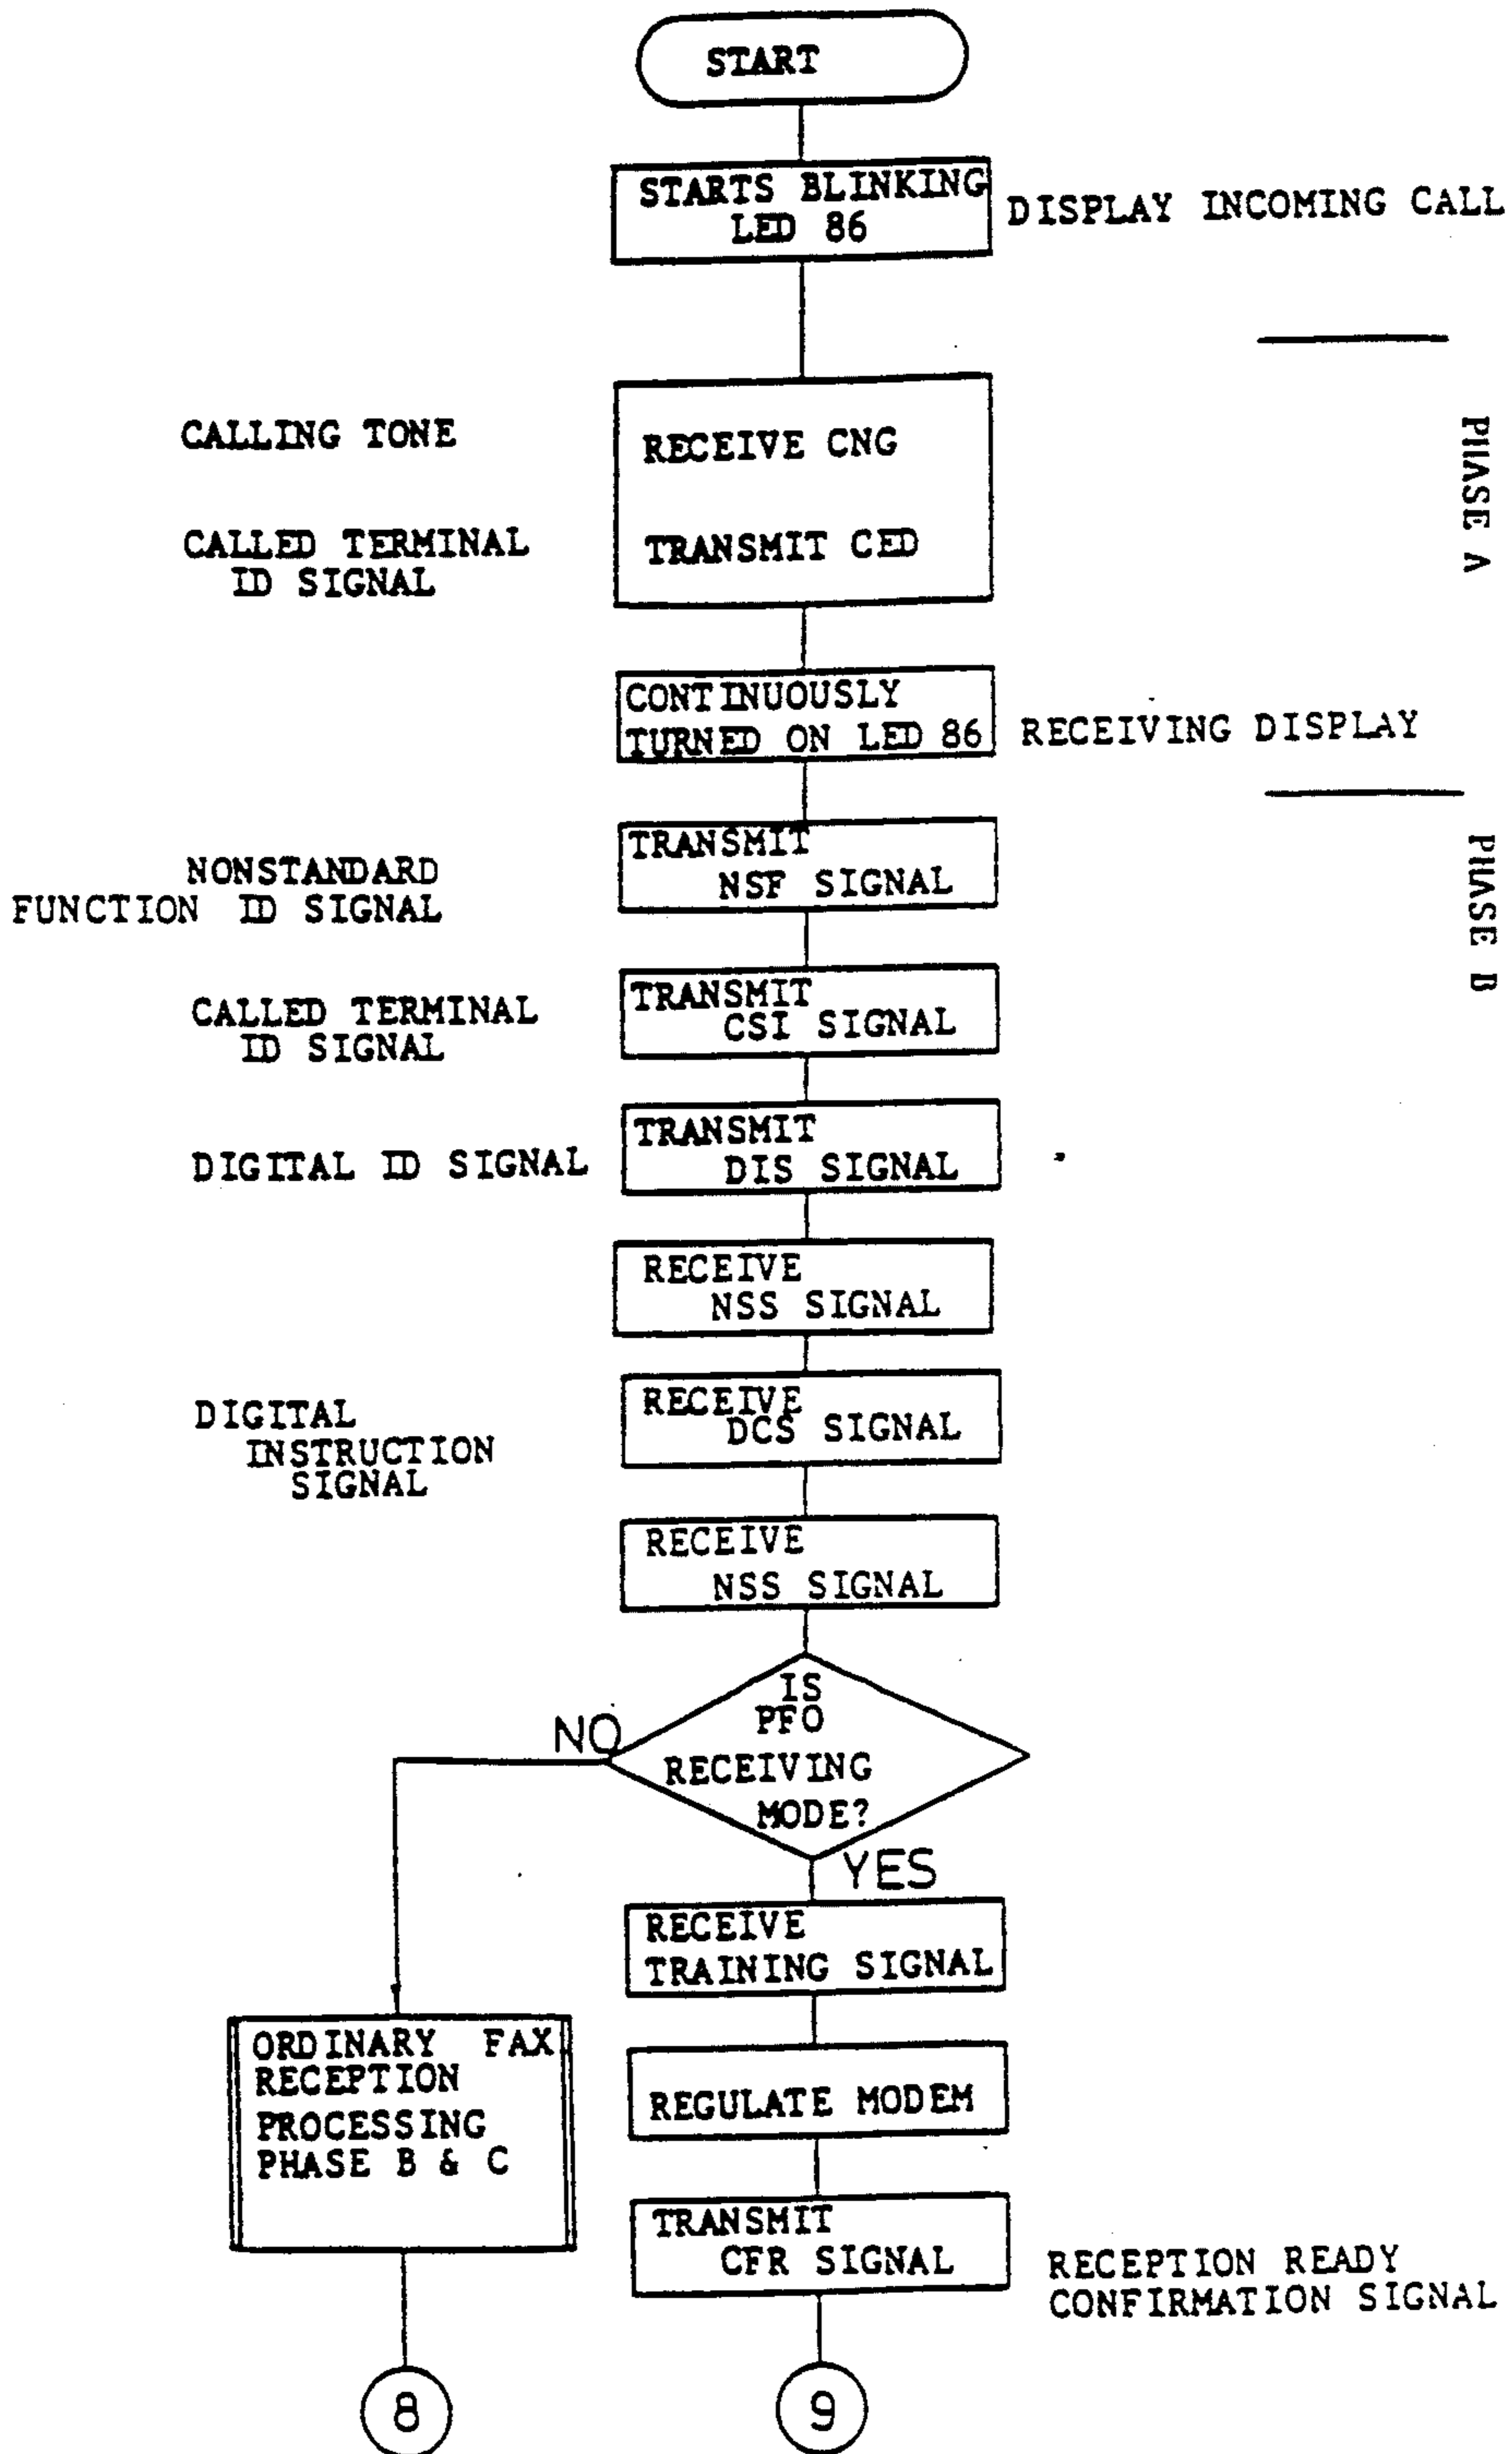 START
STARTS BLINKING
LED 86
DISPLAY INCOMING CALL
PHASE A
CALLING TONE
RECEIVE CNG
CALLED TERMINAL
ID SIGNAL
TRANSMIT CED
CONTINUOUSLY
TURNED ON LED 86
RECEIVING DISPLAY
PHASE B
NONSTANDARD
FUNCTION ID SIGNAL
TRANSMIT
NSF SIGNAL
CALLED TERMINAL
ID SIGNAL
TRANSMIT
CSI SIGNAL
DIGITAL ID SIGNAL
TRANSMIT
DIS SIGNAL
RECEIVE
NSS SIGNAL
DIGITAL
INSTRUCTION
SIGNAL
RECEIVE
DCS SIGNAL
RECEIVE
NSS SIGNAL
IS
PFO
RECEIVING
MODE?
NO
YES
RECEIVE
TRAINING SIGNAL
ORDINARY FAX
RECEPTION
PROCESSING
PHASE B & C
REGULATE MODEM
TRANSMIT
CFR SIGNAL
RECEPTION READY
CONFIRMATION SIGNAL
8
9